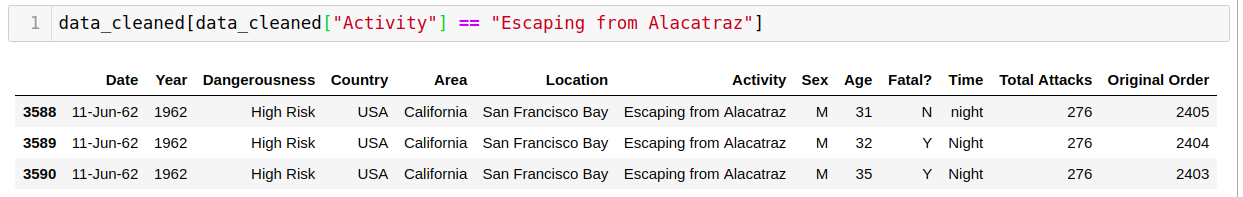 1 data_cleaned[data_cleaned["Activity"] == "Escaping from Alacatraz"]
Date Year Dangerousness Country Area Location Activity Sex Age Fatal? Time Total Attacks Original Order
3588 11-Jun-62 1962 High Risk USA California San Francisco Bay Escaping from Alacatraz M 31 N night 276 2405
3589 11-Jun-62 1962 High Risk USA California San Francisco Bay Escaping from Alacatraz M 32 Y Night 276 2404
3590 11-Jun-62 1962 High Risk USA California San Francisco Bay Escaping from Alacatraz M 35 Y Night 276 2403